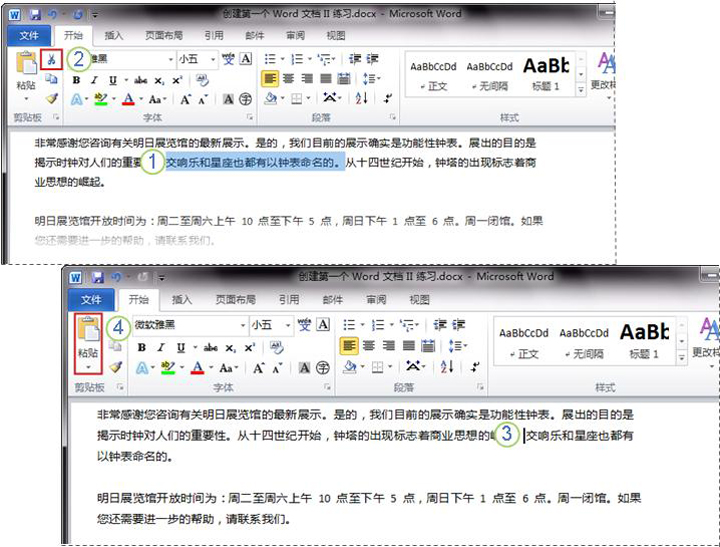 创建第一个 Word 文档 II 练习.docx - Microsoft Word
文件 开始 插入 页面布局 引用 邮件 审阅 视图
2 雅黑 小五 wén 文 A
粘贴 B I U abc x₂ x² AaBbCcDd AaBbCcDd AaBb 更改样
A ab A Aa A A A 字 A Z 正文 无间隔 标题 1
剪贴板 字体 段落 样式
非常感谢您咨询有关明日展览馆的最新展示。是的，我们目前的展示确实是功能性钟表。展出的目的是
揭示时钟对人们的重要 1 交响乐和星座也都有以钟表命名的。从十四世纪开始，钟塔的出现标志着商
业思想的崛起。
明日展览馆开放时间为：周二至周六上午 10 点至下午 5 点，周日下午 1 点至 6 点。周一闭馆。如果
您还需要进一步的帮助，请联系我们。
创建第一个 Word 文档 II 练习.docx - Microsoft Word
文件 开始 插入 页面布局 引用 邮件 审阅 视图
4 微软雅黑 小五 wén 文 A
粘贴 B I U abc x₂ x² AaBbCcDd AaBbCcDd AaBb 更改样
A ab A Aa A A A 字 A Z 正文 无间隔 标题 1
剪贴板 字体 段落 样式
非常感谢您咨询有关明日展览馆的最新展示。是的，我们目前的展示确实是功能性钟表。展出的目的是
揭示时钟对人们的重要性。从十四世纪开始，钟塔的出现标志着商业思想的 3 交响乐和星座也都有
以钟表命名的。
明日展览馆开放时间为：周二至周六上午 10 点至下午 5 点，周日下午 1 点至 6 点。周一闭馆。如果
您还需要进一步的帮助，请联系我们。